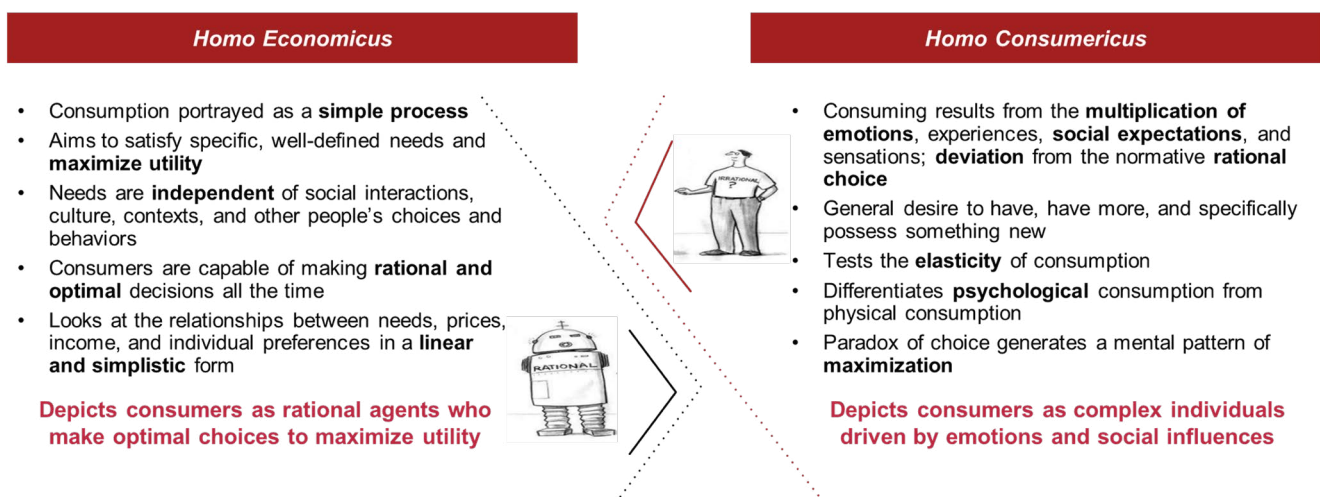 Homo Economicus
• Consumption portrayed as a simple process
• Aims to satisfy specific, well-defined needs and
maximize utility
• Needs are independent of social interactions,
culture, contexts, and other people's choices and
behaviors
• Consumers are capable of making rational and
optimal decisions all the time
• Looks at the relationships between needs, prices,
income, and individual preferences in a linear
and simplistic form
Depicts consumers as rational agents who
make optimal choices to maximize utility
RATIONAL
IRRATIONAL
?
Homo Consumericus
• Consuming results from the multiplication of
emotions, experiences, social expectations, and
sensations; deviation from the normative rational
choice
• General desire to have, have more, and specifically
possess something new
• Tests the elasticity of consumption
• Differentiates psychological consumption from
physical consumption
• Paradox of choice generates a mental pattern of
maximization
Depicts consumers as complex individuals
driven by emotions and social influences